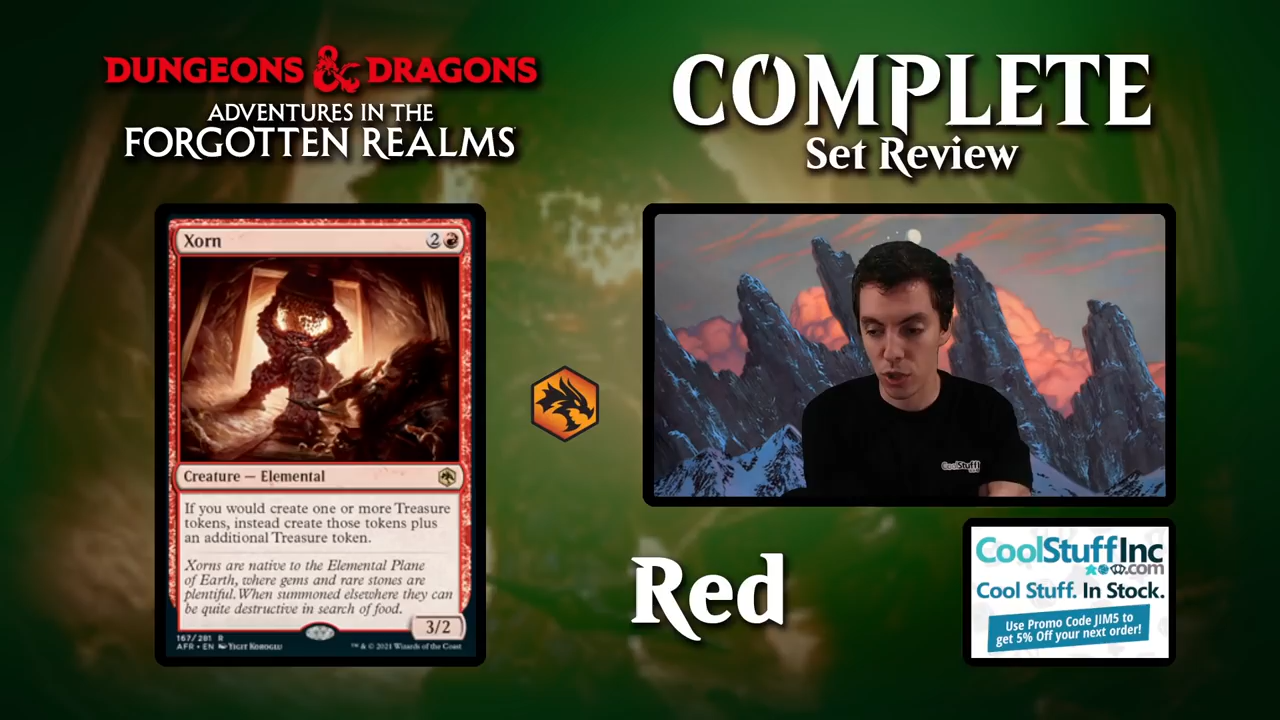 DUNGEONS & DRAGONS
ADVENTURES IN THE
FORGOTTEN REALMS
COMPLETE
Set Review
Xorn
2
Creature — Elemental
If you would create one or more Treasure
tokens, instead create those tokens plus
an additional Treasure token.
Xorns are native to the Elemental Plane
of Earth, where gems and rare stones are
plentiful. When summoned elsewhere they can
be quite destructive in search of food.
3/2
167/281 R
AFR • EN Yigit Koroglu
™ & © 2021 Wizards of the Coast
CoolStuff
Red
CoolStuffInc
.com
Cool Stuff. In Stock.
Use Promo Code JIM5 to
get 5% Off your next order!